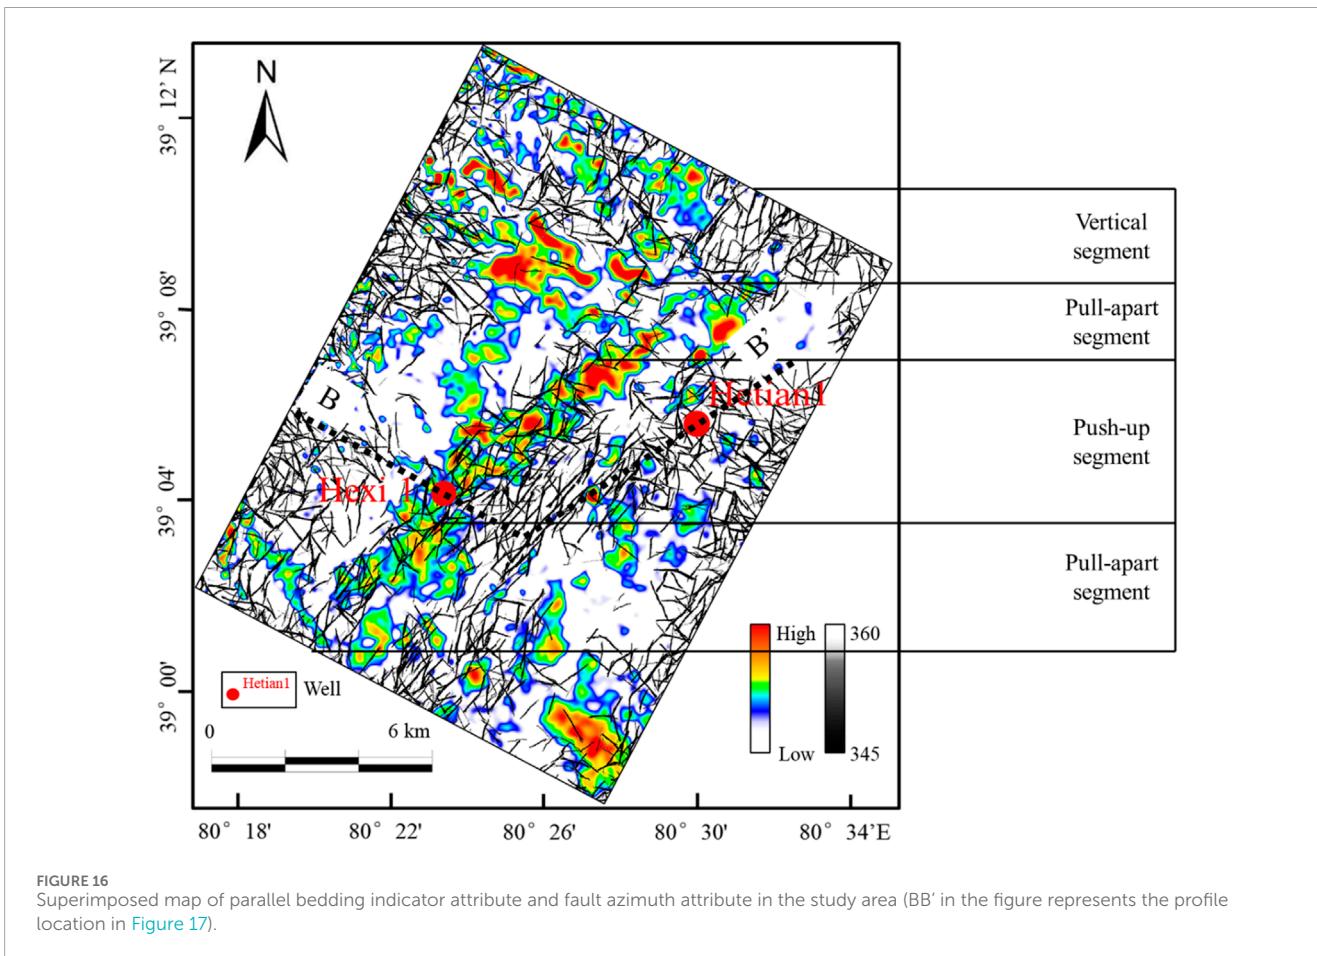 N
39° 12' N
39° 08'
39° 04'
39° 00'
Vertical
segment
Pull-apart
segment
B'
B
Hetian1
Push-up
segment
Hexi 1
Pull-apart
segment
High
360
Low
345
Hetian1
Well
0
6 km
80° 18'
80° 22'
80° 26'
80° 30'
80° 34’E
FIGURE 16
Superimposed map of parallel bedding indicator attribute and fault azimuth attribute in the study area (BB’ in the figure represents the profile
location in Figure 17).